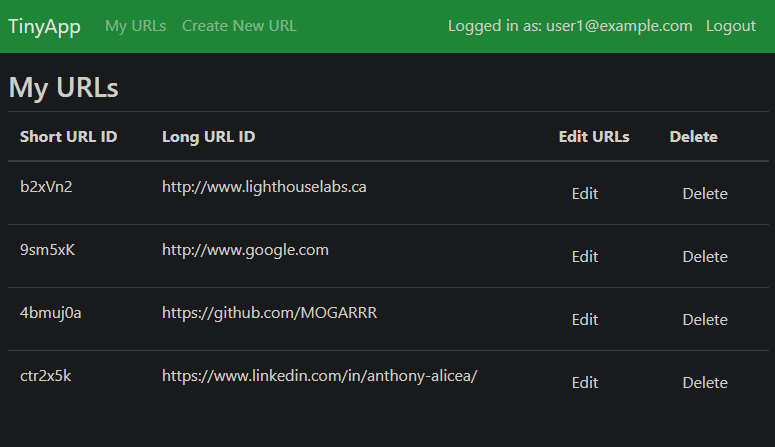 TinyApp My URLs Create New URL Logged in as: user1@example.com Logout
My URLs
Short URL ID Long URL ID Edit URLs Delete
b2xVn2 http://www.lighthouselabs.ca Edit Delete
9sm5xK http://www.google.com Edit Delete
4bmuj0a https://github.com/MOGARRR Edit Delete
ctr2x5k https://www.linkedin.com/in/anthony-alicea/ Edit Delete